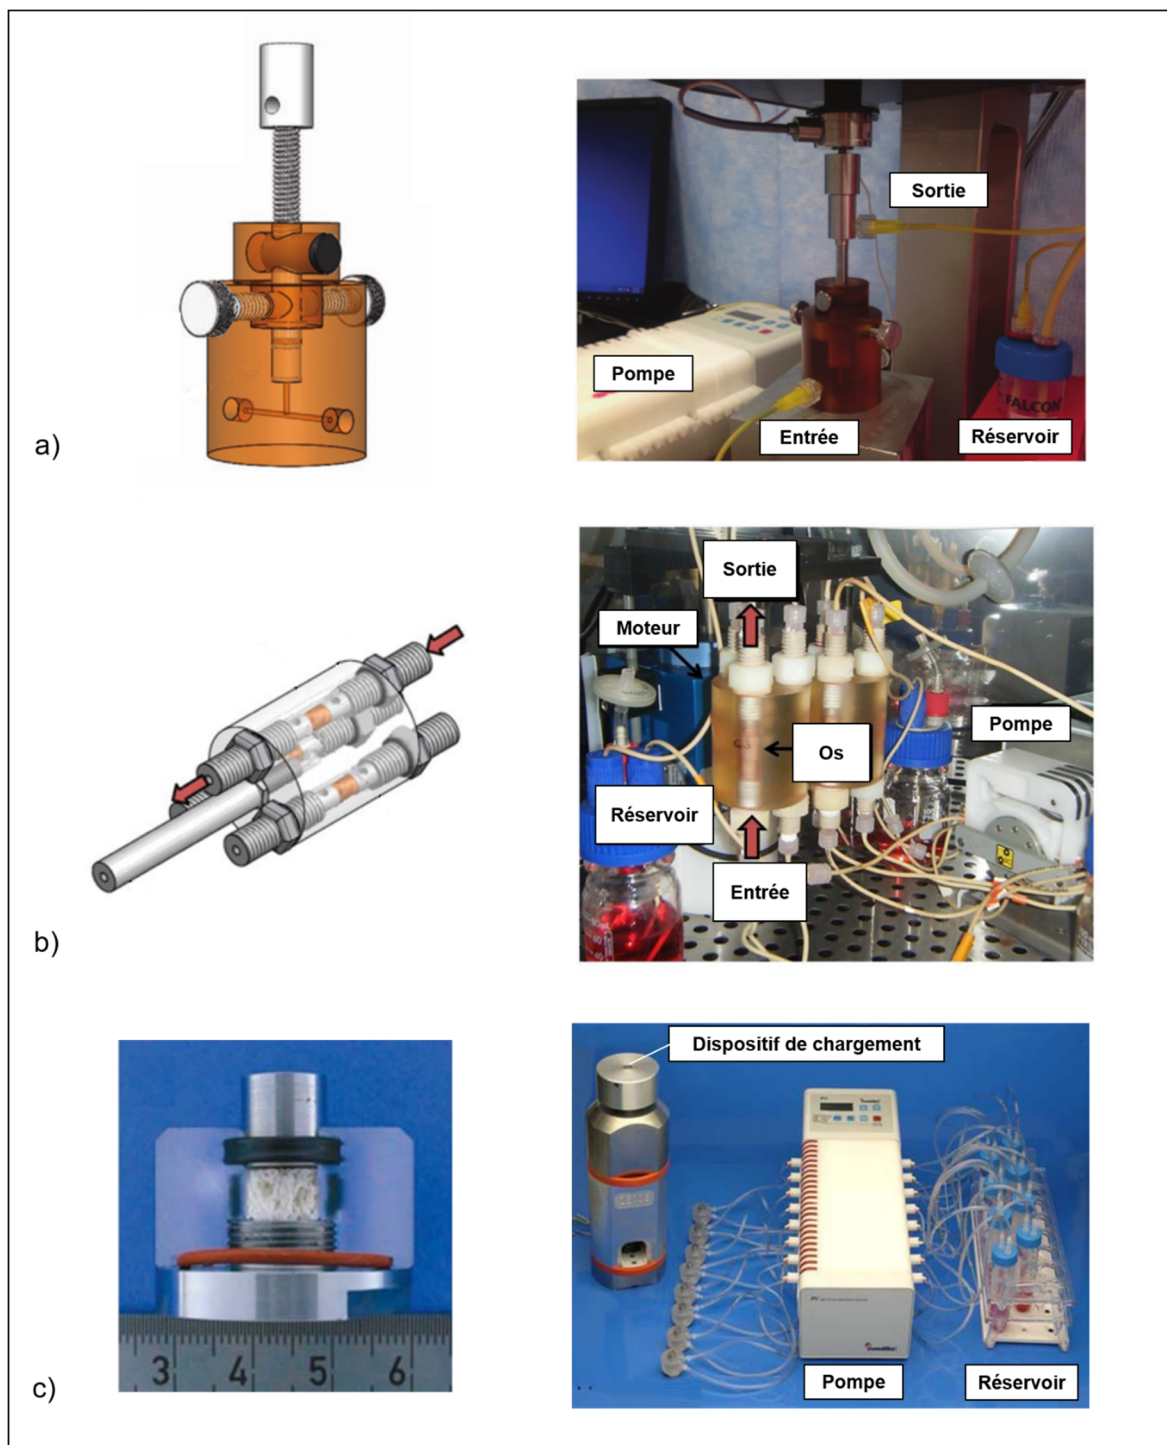 Sortie
Pompe
FALCON
Entrée
Réservoir
a)
Sortie
Moteur
Pompe
Os
Réservoir
Entrée
b)
Dispositif de chargement
3 4 5 6
Pompe
Réservoir
c)